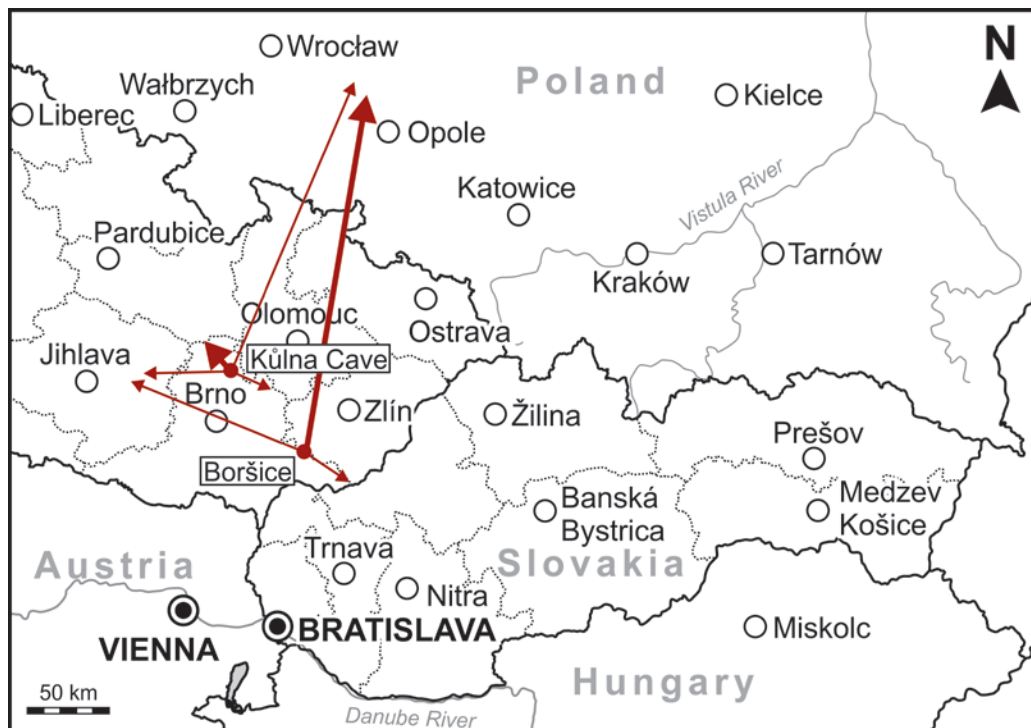 Wrocław
N
Poland
Wałbrzych
Kielce
Liberec
Opole
Katowice
Vistula River
Pardubice
Kraków
Tarnów
Olomouc
Ostrava
Jihlava
Kůlna Cave
Brno
Zlín
Žilina
Prešov
Boršice
Banská
Bystrica
Medzev
Košice
Trnava
Slovakia
Austria
Nitra
VIENNA
BRATISLAVA
Miskolc
Hungary
50 km
Danube River